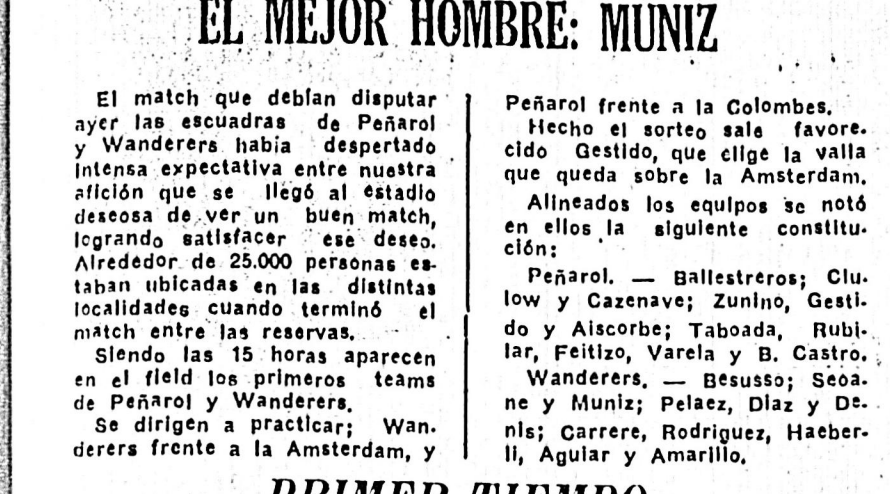 EL MEJOR HOMBRE: MUNIZ
El match que debían disputar
ayer las escuadras de Peñarol
y Wanderers había despertado
intensa expectativa entre nuestra
afición que se llegó al estadio
deseosa de ver un buen match,
logrando satisfacer ese deseo.
Alrededor de 25.000 personas es-
taban ubicadas en las distintas
localidades cuando terminó el
match entre las reservas.
Siendo las 15 horas aparecen
en el field los primeros teams
de Peñarol y Wanderers.
Se dirigen a practicar; Wan-
derers frente a la Amsterdam, y
Peñarol frente a la Colombes.
Hecho el sorteo sale favore-
cido Gestido, que elige la valla
que queda sobre la Amsterdam.
Alineados los equipos se notó
en ellos la siguiente constitu-
ción:
Peñarol. — Ballestreros; Clu-
low y Cazenave; Zunino, Gesti-
do y Aiscorbe; Taboada, Rubi-
lar, Feitizo, Varela y B. Castro.
Wanderers. — Besusso; Seoa-
ne y Muniz; Pelaez, Diaz y De-
nis; Carrere, Rodriguez, Haeber-
li, Aguiar y Amarillo.
PRIMER TIEMPO